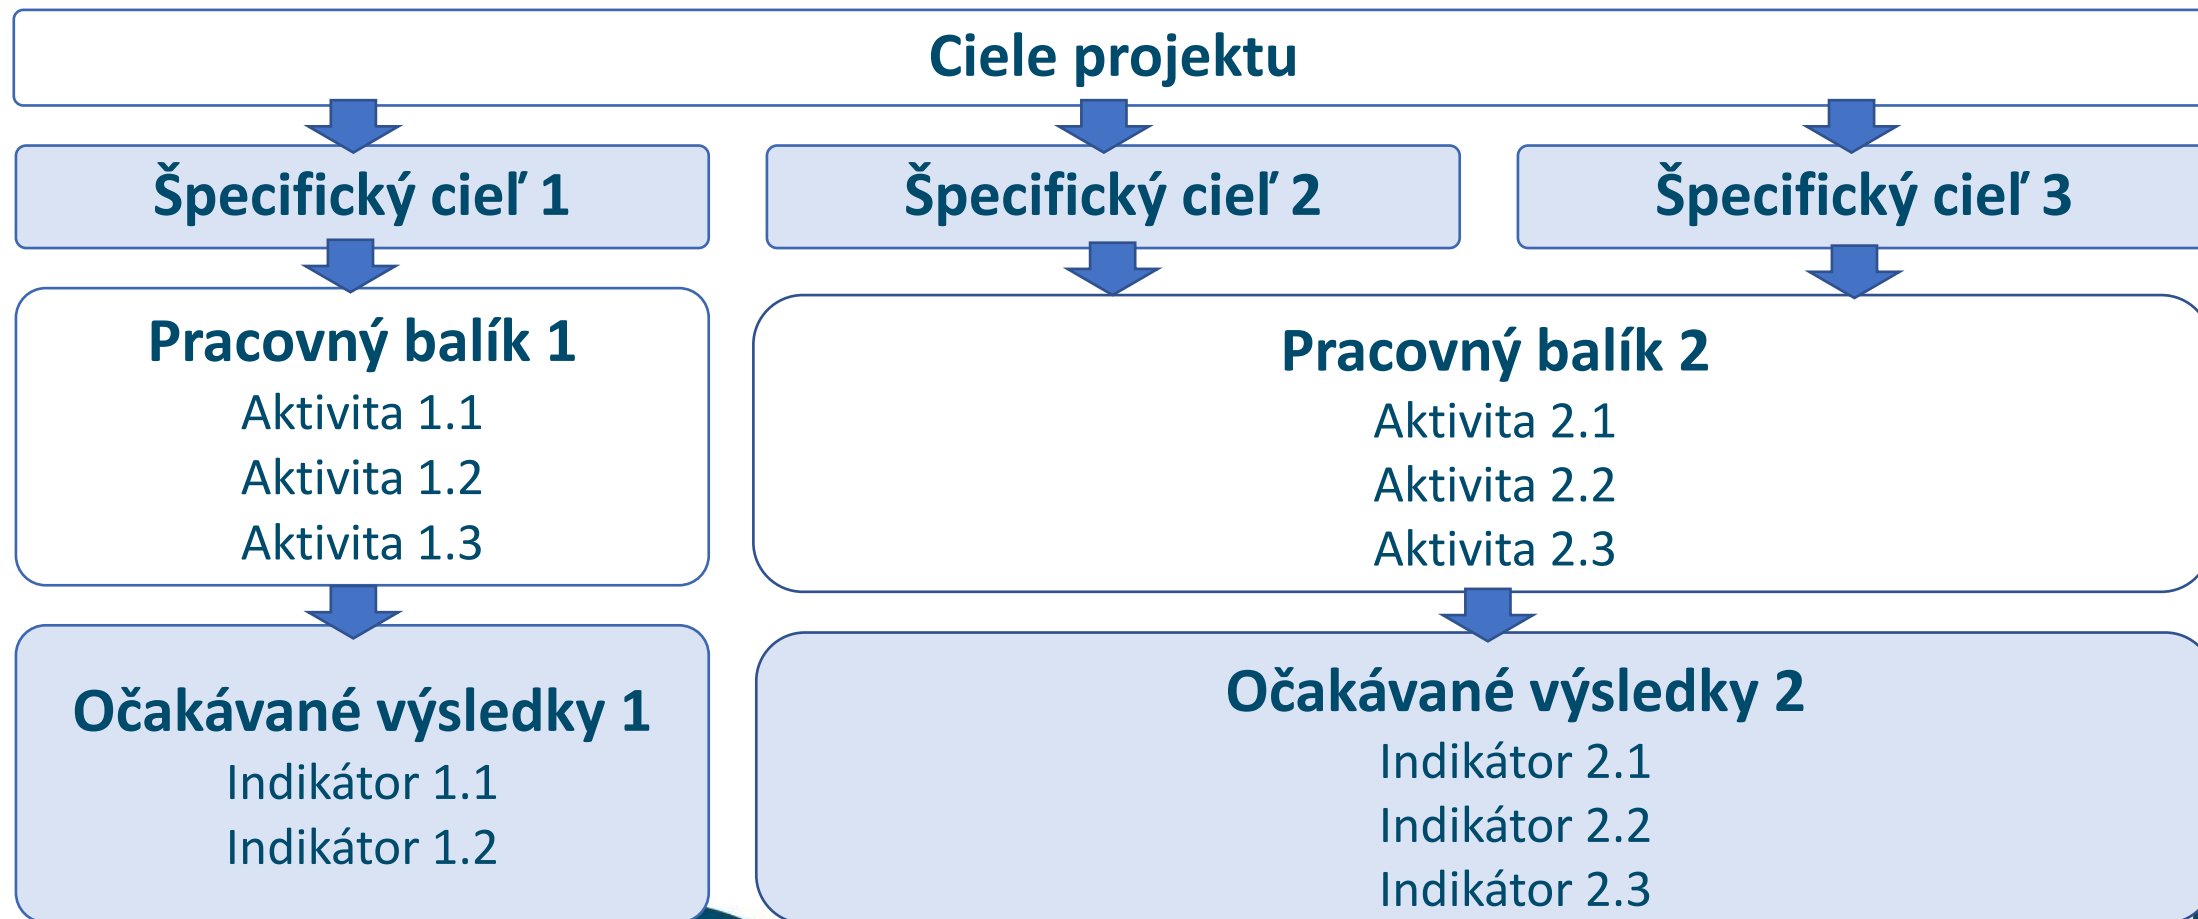 Ciele projektu
Špecifický cieľ 1
Špecifický cieľ 2
Špecifický cieľ 3
Pracovný balík 1
Aktivita 1.1
Aktivita 1.2
Aktivita 1.3
Pracovný balík 2
Aktivita 2.1
Aktivita 2.2
Aktivita 2.3
Očakávané výsledky 1
Indikátor 1.1
Indikátor 1.2
Očakávané výsledky 2
Indikátor 2.1
Indikátor 2.2
Indikátor 2.3